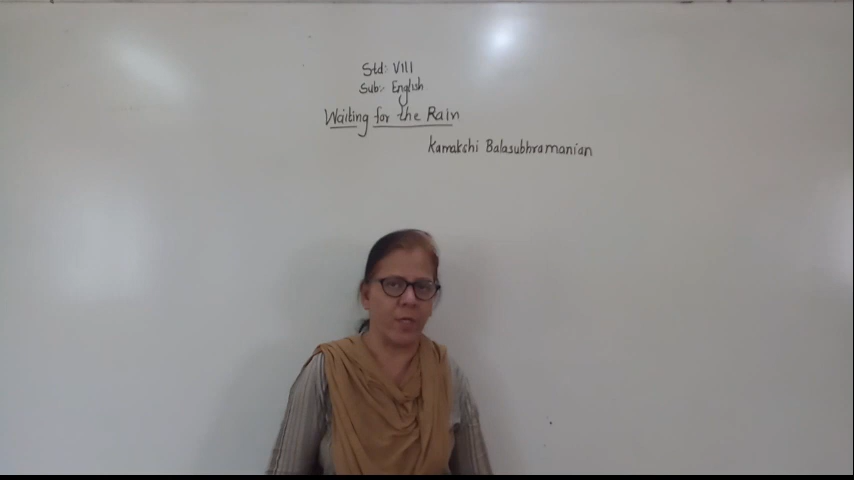 Std: VIII
Sub:- English
Waiting for the Rain
Kamakshi Balasubhramanian